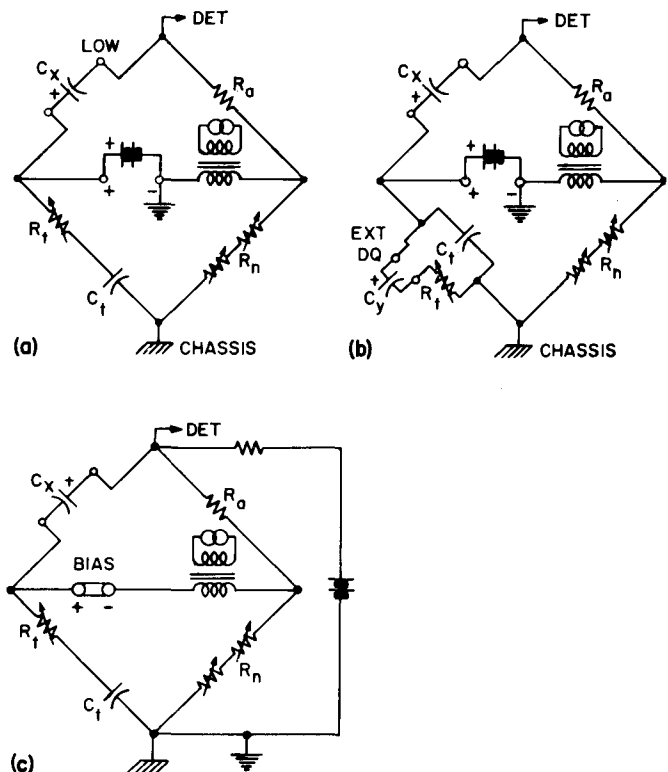 DET
LOW
Cx
+
Ra
+
+
-
Rt
Ct
Rn
(a)
CHASSIS
DET
Cx
+
Ra
+
+
-
EXT
DQ
Ct
+
Cy
Rt
Rn
(b)
CHASSIS
DET
Cx
+
Ra
BIAS
+
-
Rt
Rn
Ct
(c)